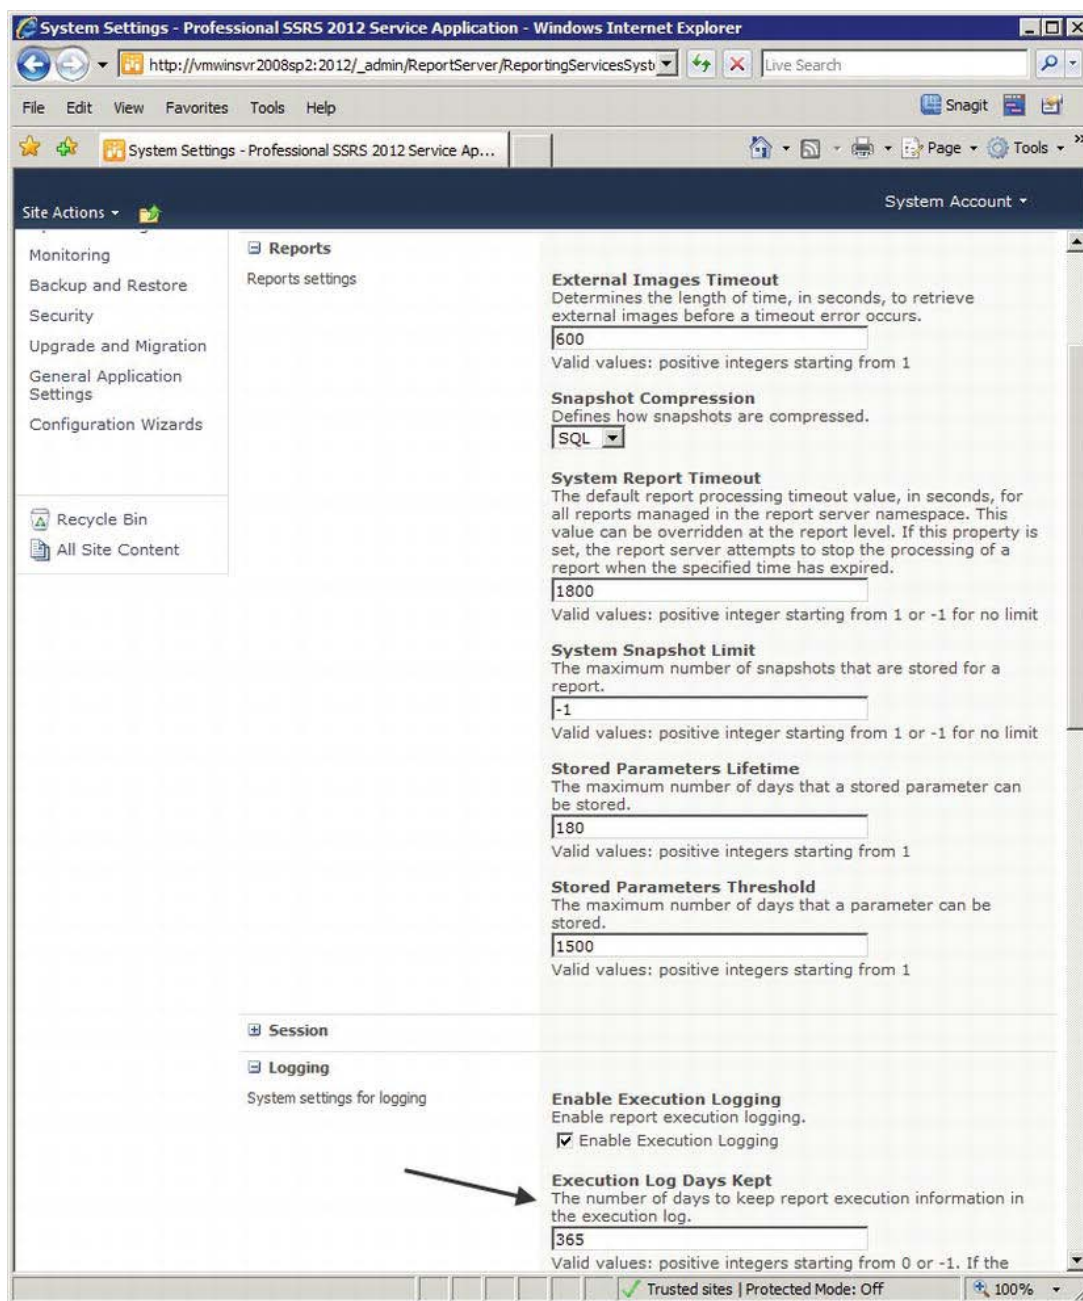 System Settings - Professional SSRS 2012 Service Application - Windows Internet Explorer
http://vmwinsvr2008sp2:2012/_admin/ReportServer/ReportingServicesSyst
Live Search
File Edit View Favorites Tools Help
Snagit
System Settings - Professional SSRS 2012 Service Ap...
Page Tools »
System Account
Site Actions
Monitoring
Backup and Restore
Security
Upgrade and Migration
General Application
Settings
Configuration Wizards
Recycle Bin
All Site Content
Reports
Reports settings
External Images Timeout
Determines the length of time, in seconds, to retrieve
external images before a timeout error occurs.
600
Valid values: positive integers starting from 1
Snapshot Compression
Defines how snapshots are compressed.
SQL
System Report Timeout
The default report processing timeout value, in seconds, for
all reports managed in the report server namespace. This
value can be overridden at the report level. If this property is
set, the report server attempts to stop the processing of a
report when the specified time has expired.
1800
Valid values: positive integer starting from 1 or -1 for no limit
System Snapshot Limit
The maximum number of snapshots that are stored for a
report.
-1
Valid values: positive integer starting from 1 or -1 for no limit
Stored Parameters Lifetime
The maximum number of days that a stored parameter can
be stored.
180
Valid values: positive integers starting from 1
Stored Parameters Threshold
The maximum number of days that a parameter can be
stored.
1500
Valid values: positive integers starting from 1
Session
Logging
System settings for logging
Enable Execution Logging
Enable report execution logging.
Enable Execution Logging
Execution Log Days Kept
The number of days to keep report execution information in
the execution log.
365
Valid values: positive integers starting from 0 or -1. If the
Trusted sites | Protected Mode: Off
100%